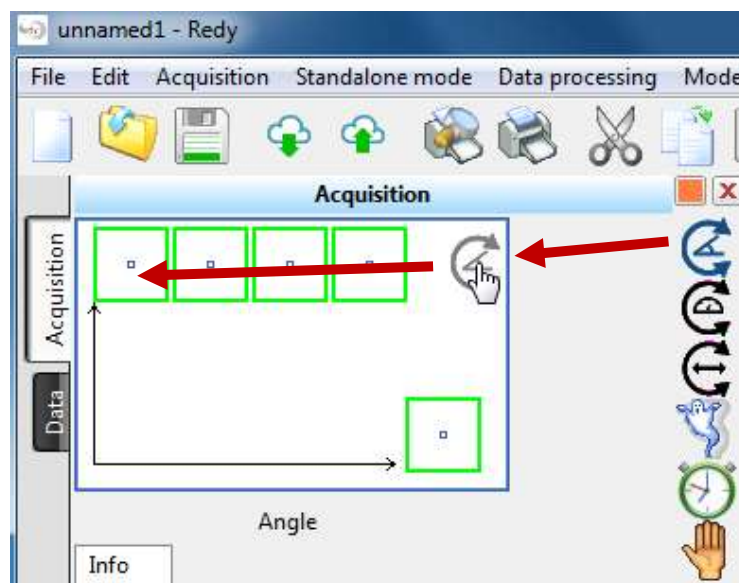 unnamed1 - Redy
File Edit Acquisition Standalone mode Data processing Mode
Acquisition
Acquisition
Data
Angle
Info